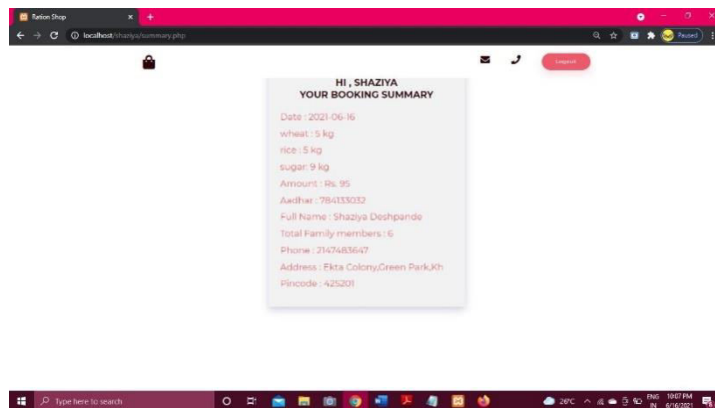 Ration Shop
localhost/shaziya/summary.php
Paused
Logout
HI , SHAZIYA
YOUR BOOKING SUMMARY
Date : 2021-06-16
wheat : 5 kg
rice : 5 kg
sugar: 9 kg
Amount : Rs. 95
Aadhar : 784133032
Full Name : Shaziya Deshpande
Total Family members : 6
Phone : 2147483647
Address : Ekta Colony,Green Park,Kh
Pincode : 425201
Type here to search
26°C
ENG
10:07 PM
IN
6/16/2021